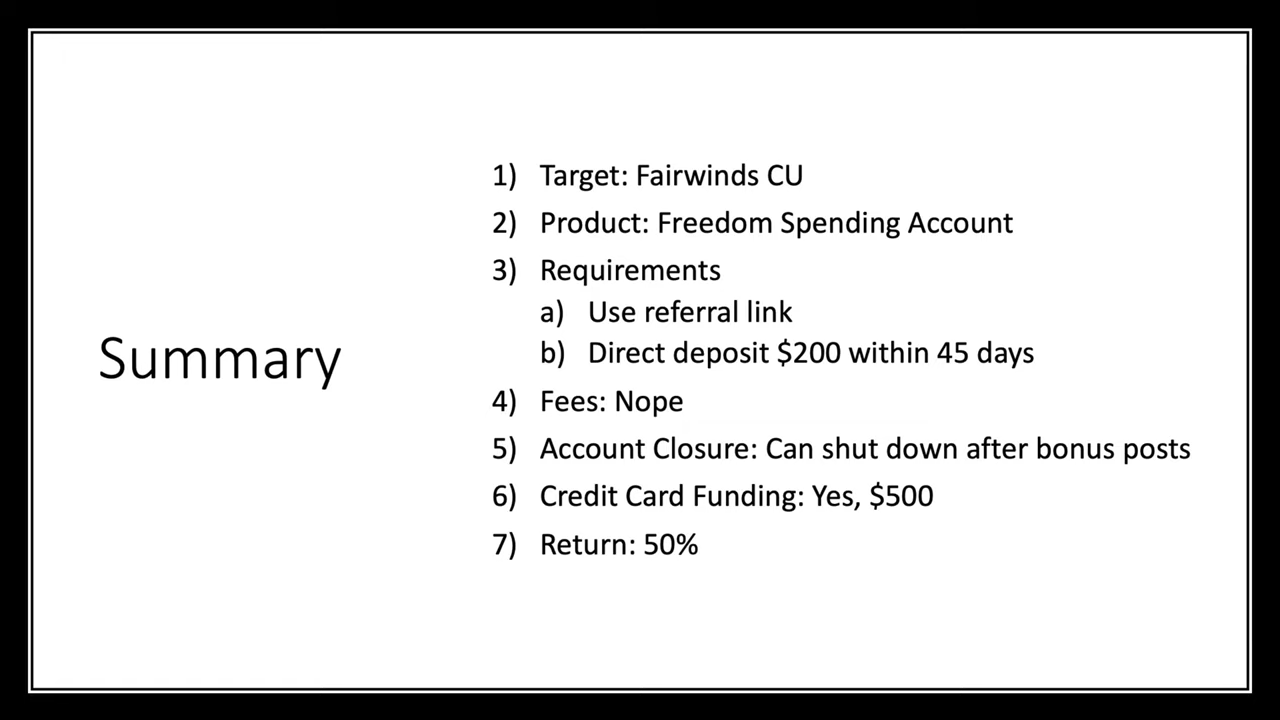 Summary
1) Target: Fairwinds CU
2) Product: Freedom Spending Account
3) Requirements
a) Use referral link
b) Direct deposit $200 within 45 days
4) Fees: Nope
5) Account Closure: Can shut down after bonus posts
6) Credit Card Funding: Yes, $500
7) Return: 50%